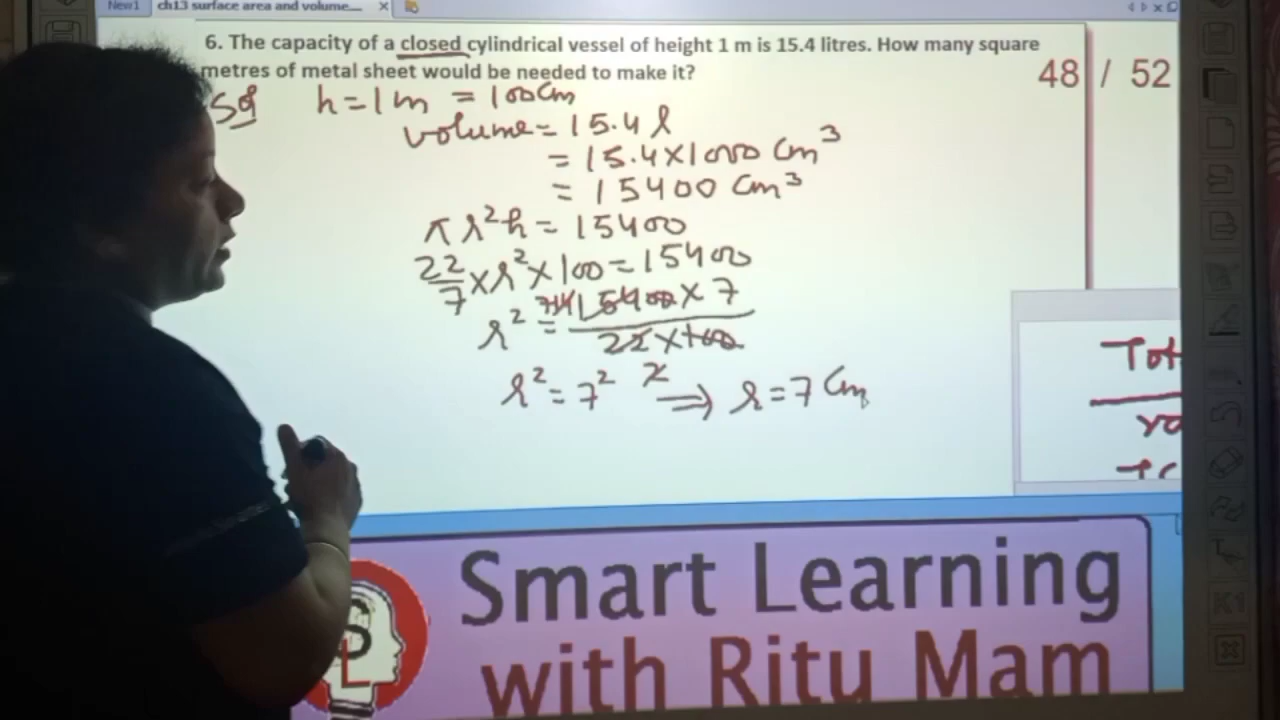 New1 ch13 surface area and volume....
6. The capacity of a closed cylindrical vessel of height 1 m is 15.4 litres. How many square
metres of metal sheet would be needed to make it?
48 / 52
Sol h = 1 m = 100 cm
volume = 15.4 l
= 15.4 x 1000 cm³
= 15400 cm³
πr²h = 15400
22/7 x r² x 100 = 15400
r² = 15400 x 7 / 22 x 100
r² = 7² ⇒ r = 7 cm
Tot
Smart Learning
with Ritu Mam